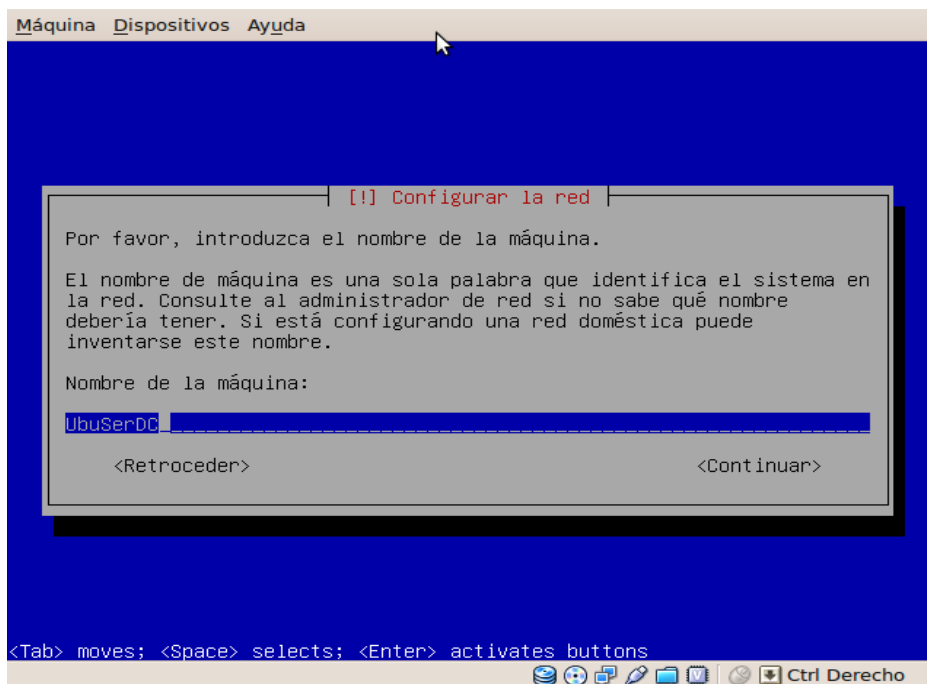 Máquina Dispositivos Ayuda
[!] Configurar la red
Por favor, introduzca el nombre de la máquina.
El nombre de máquina es una sola palabra que identifica el sistema en
la red. Consulte al administrador de red si no sabe qué nombre
debería tener. Si está configurando una red doméstica puede
inventarse este nombre.
Nombre de la máquina:
UbuSerDC
<Retroceder> <Continuar>
<Tab> moves; <Space> selects; <Enter> activates buttons
Ctrl Derecho